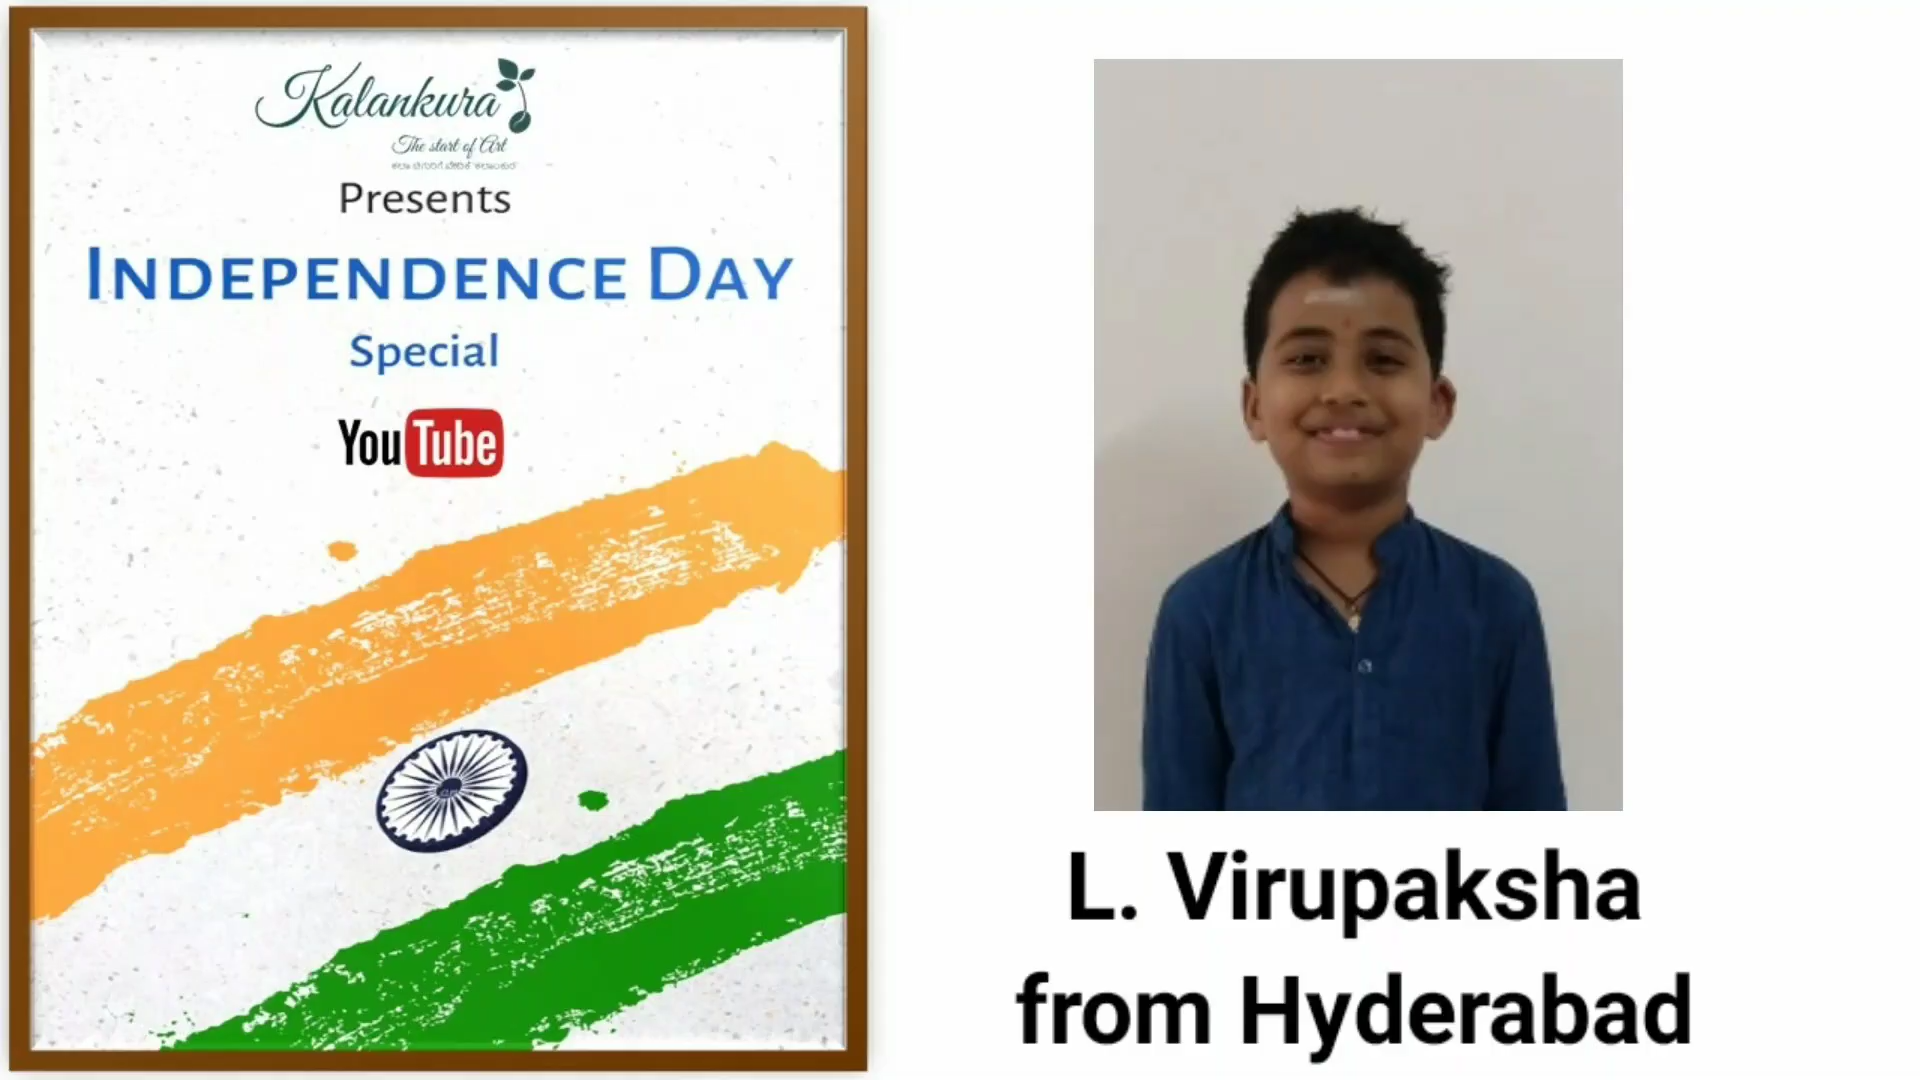 Kalankura
The start of Art
Presents
INDEPENDENCE DAY
Special
YouTube
L. Virupaksha
from Hyderabad